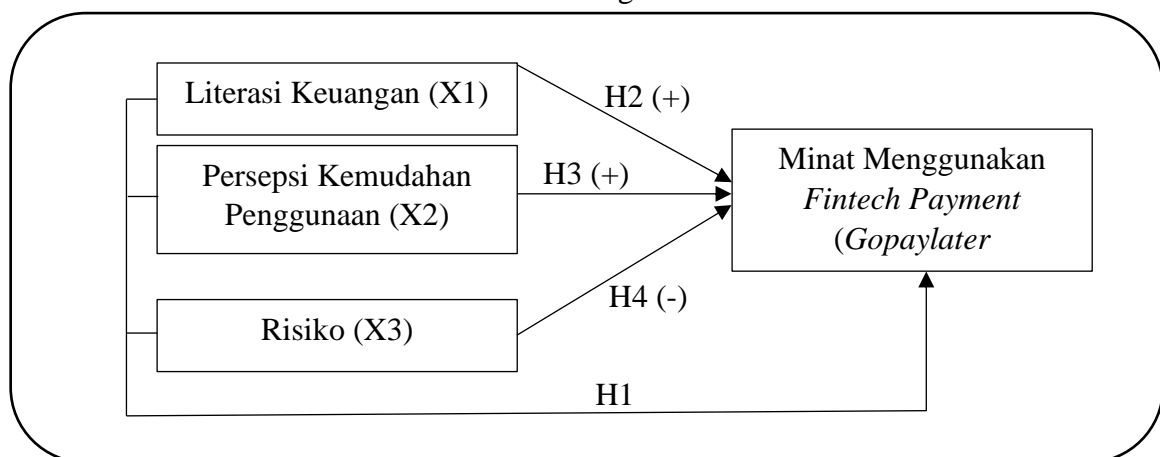 Literasi Keuangan (X1)
H2 (+)
Persepsi Kemudahan
Penggunaan (X2)
H3 (+)
Minat Menggunakan
Fintech Payment
(Gopaylater
Risiko (X3)
H4 (-)
H1